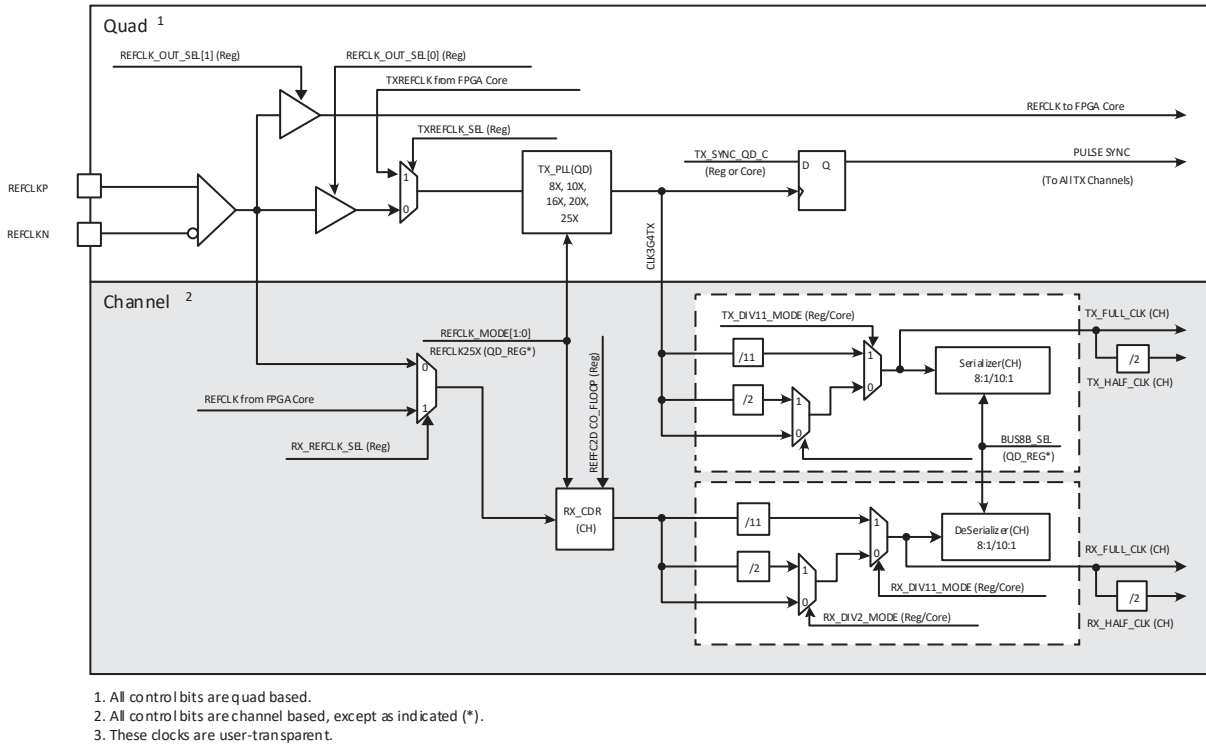 Quad 1
REFCLK_OUT_SEL[1] (Reg)
REFCLK_OUT_SEL[0] (Reg)
TXREFCLK from FPGA Core
REFCLK to FPGA Core
TXREFCLK_SEL (Reg)
1
0
TX_PLL(QD)
8X, 10X,
16X, 20X,
25X
TX_SYNC_QD_C
(Reg or Core)
D Q
PULSE SYNC
(To All TX Channels)
REFCLKP
REFCLKN
CLK3G4TX
Channel 2
REFCLK_MODE[1:0]
REFCLK25X (QD_REG*)
REFFC2D CO_FLOOP (Reg)
0
1
REFCLK from FPGA Core
RX_REFCLK_SEL (Reg)
TX_DIV11_MODE (Reg/Core)
/11
1
0
/2
1
0
Serializer(CH)
8:1/10:1
TX_FULL_CLK (CH)
/2
TX_HALF_CLK (CH)
BUS8B_SEL
(QD_REG*)
RX_CDR
(CH)
/11
1
0
/2
1
0
DeSerializer(CH)
8:1/10:1
RX_FULL_CLK (CH)
/2
RX_HALF_CLK (CH)
RX_DIV11_MODE (Reg/Core)
RX_DIV2_MODE (Reg/Core)
1. All control bits are quad based.
2. All control bits are channel based, except as indicated (*).
3. These clocks are user-transparent.